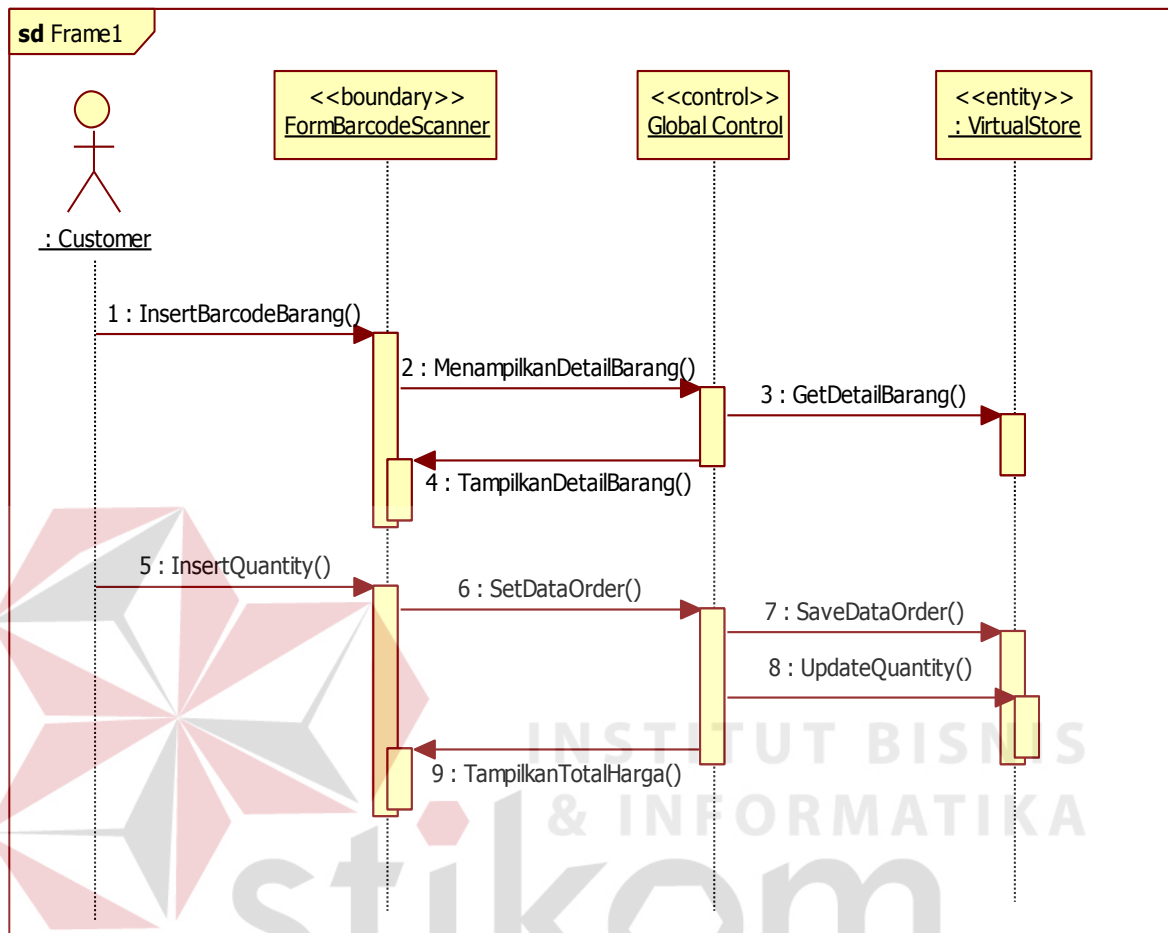 sd Frame1
<<boundary>>
FormBarcodeScanner
<<control>>
Global Control
<<entity>>
: VirtualStore
: Customer
1 : InsertBarcodeBarang()
2 : MenampilkanDetailBarang()
3 : GetDetailBarang()
4 : TampilkanDetailBarang()
5 : InsertQuantity()
6 : SetDataOrder()
7 : SaveDataOrder()
8 : UpdateQuantity()
9 : TampilkanTotalHarga()
INSTITUT BISNIS
& INFORMATIKA
stikom